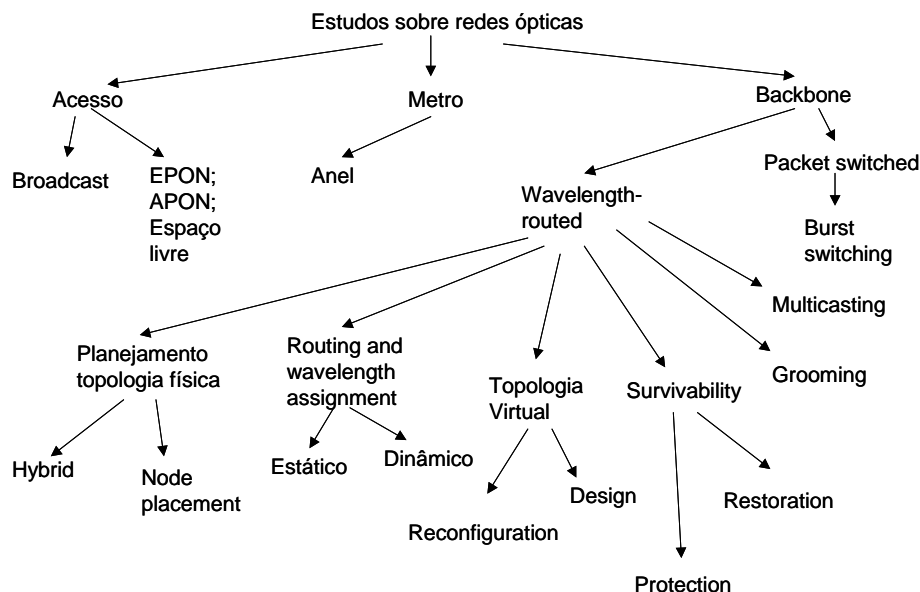 Estudos sobre redes ópticas
Acesso
Metro
Backbone
Broadcast
EPON;
APON;
Espaço
livre
Anel
Wavelength-
routed
Packet switched
Burst
switching
Multicasting
Planejamento
topologia física
Routing and
wavelength
assignment
Topologia
Virtual
Survivability
Grooming
Hybrid
Node
placement
Estático
Dinâmico
Reconfiguration
Design
Restoration
Protection